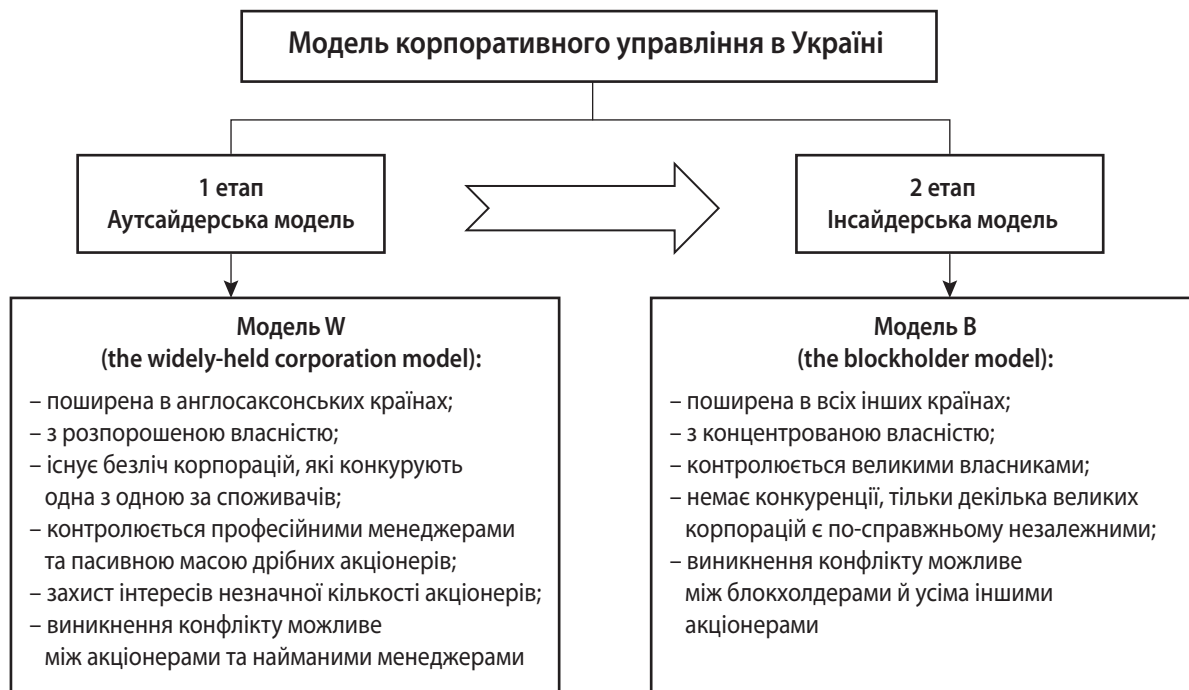 Модель корпоративного управління в Україні
1 етап
Аутсайдерська модель
2 етап
Інсайдерська модель
Модель W
(the widely-held corporation model):
– поширена в англосаксонських країнах;
– з розпорошеною власністю;
– існує безліч корпорацій, які конкурують
одна з одною за споживачів;
– контролюється професійними менеджерами
та пасивною масою дрібних акціонерів;
– захист інтересів незначної кількості акціонерів;
– виникнення конфлікту можливе
між акціонерами та найманими менеджерами
Модель B
(the blockholder model):
– поширена в всіх інших країнах;
– з концентрованою власністю;
– контролюється великими власниками;
– немає конкуренції, тільки декілька великих
корпорацій є по-справжньому незалежними;
– виникнення конфлікту можливе
між блокхолдерами й усіма іншими
акціонерами